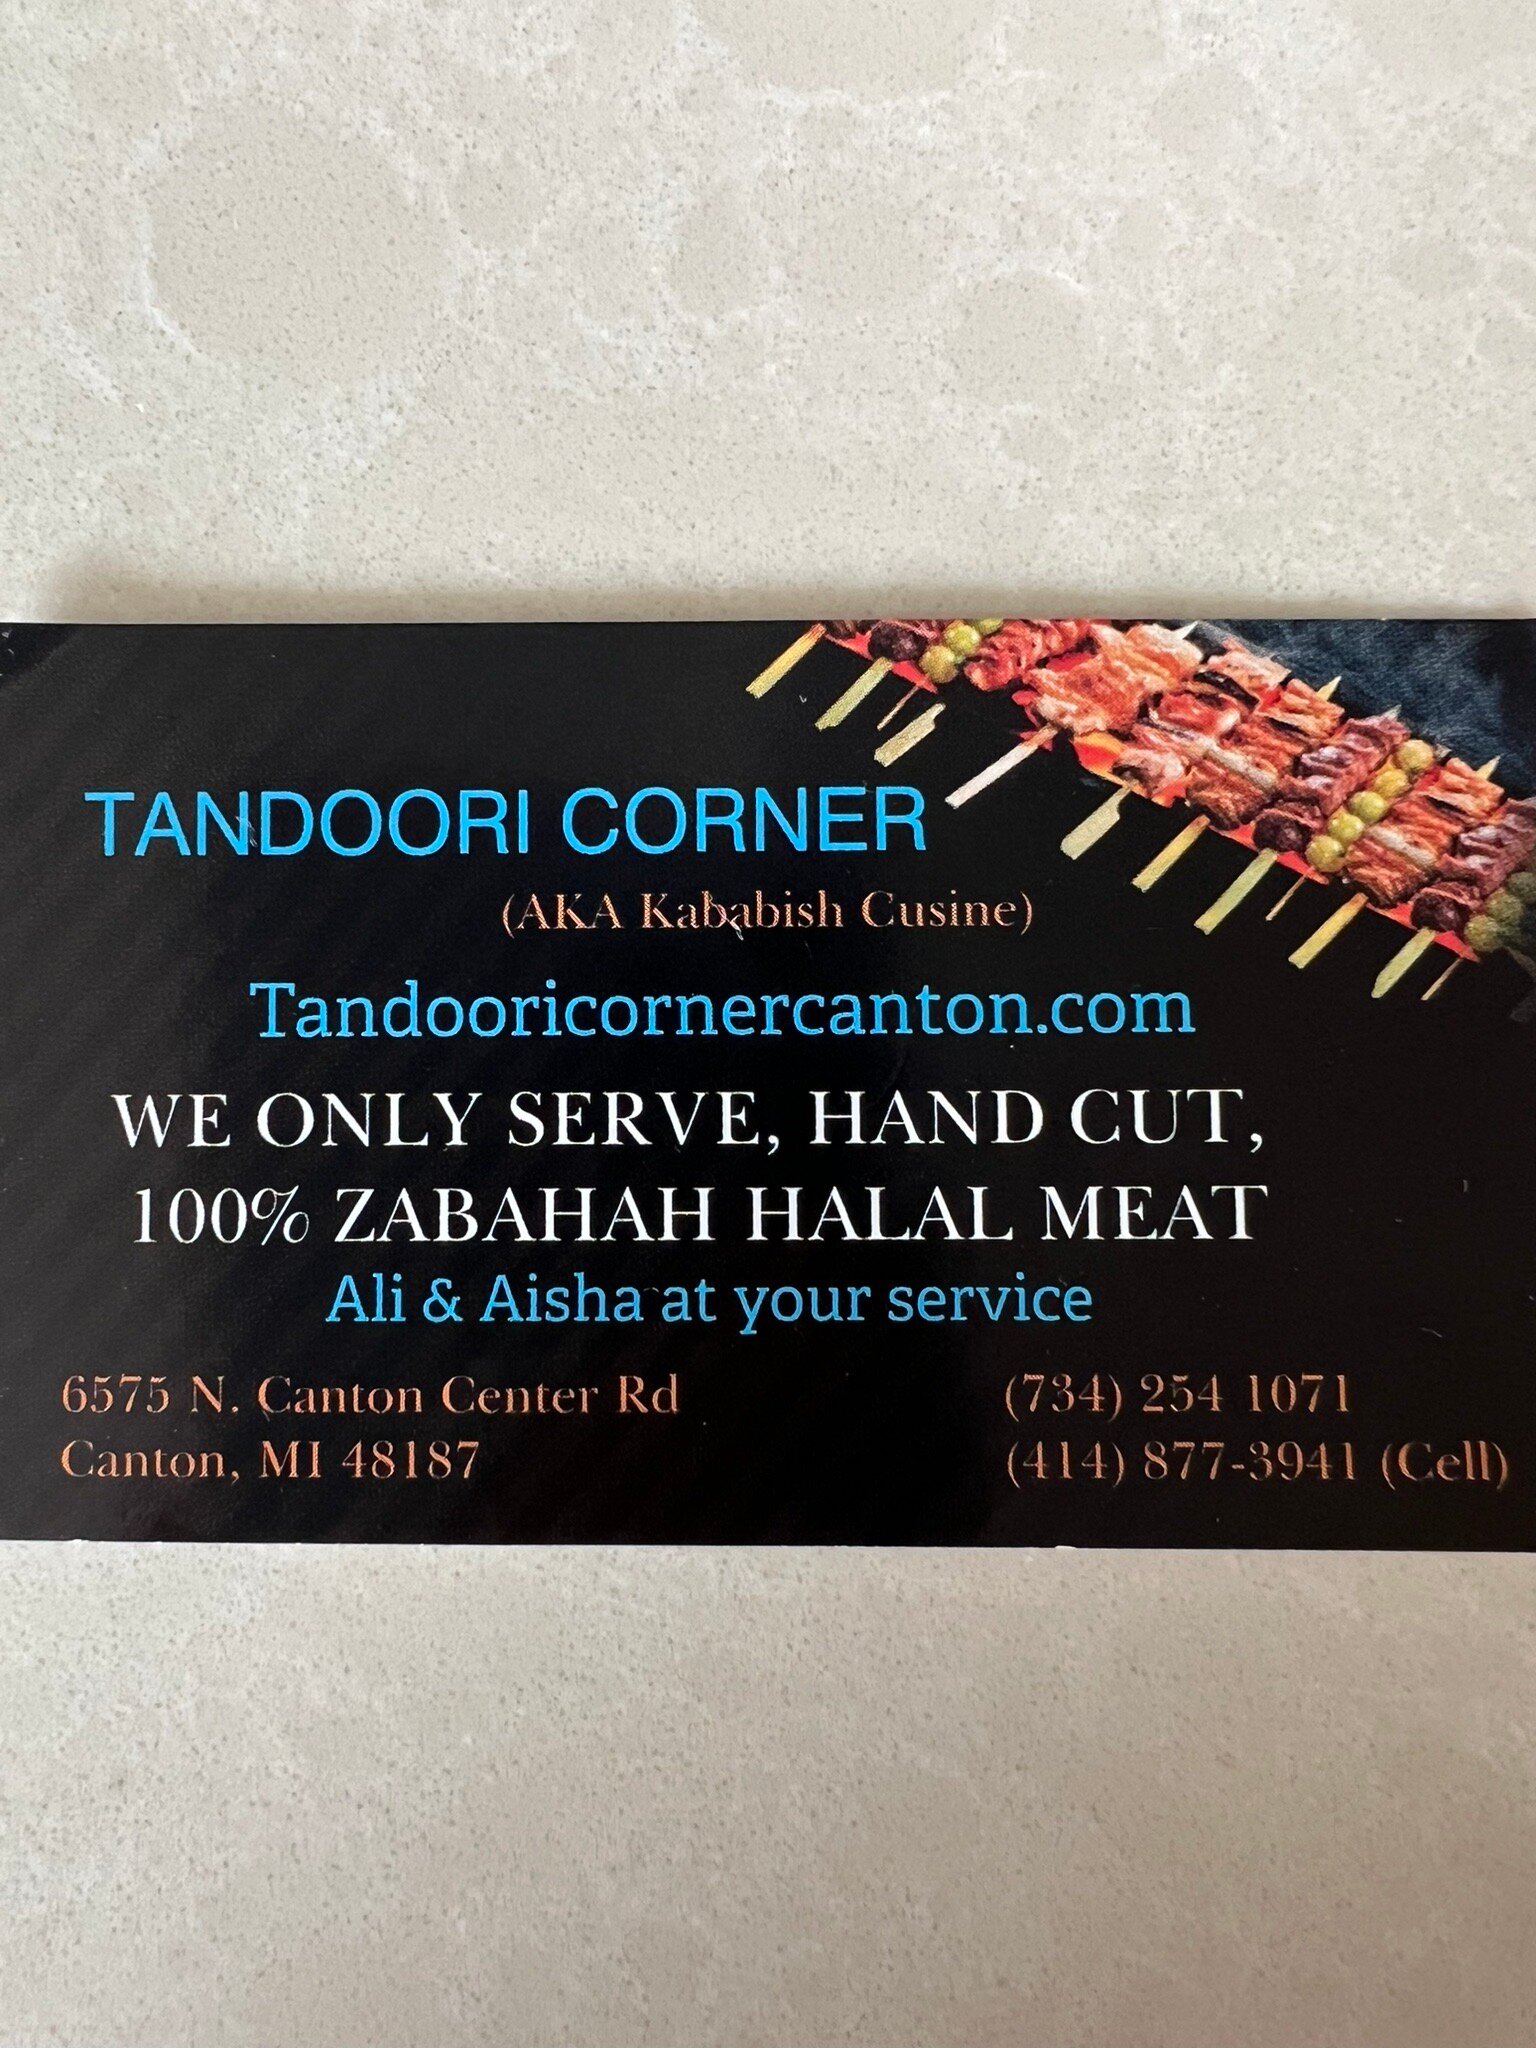 TANDOORI CORNER
(AKA Kababish Cusine)
Tandooricornercanton.com
WE ONLY SERVE, HAND CUT,
100% ZABAHAH HALAL MEAT
Ali & Aisha at your service
6575 N. Canton Center Rd
Canton, MI 48187
(734) 254 1071
(414) 877-3941 (Cell)